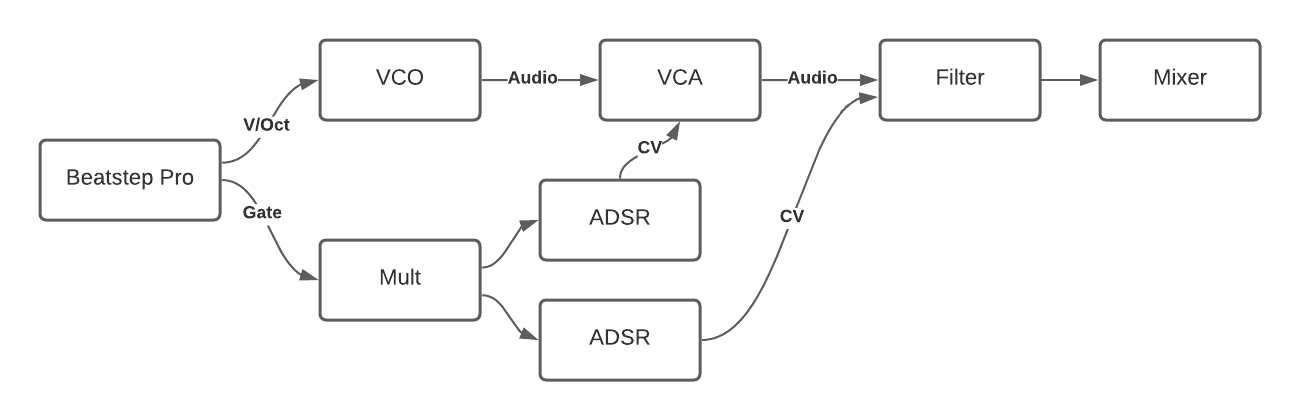 VCO
Audio
VCA
Audio
Filter
Mixer
V/Oct
CV
Beatstep Pro
Gate
ADSR
CV
Mult
ADSR